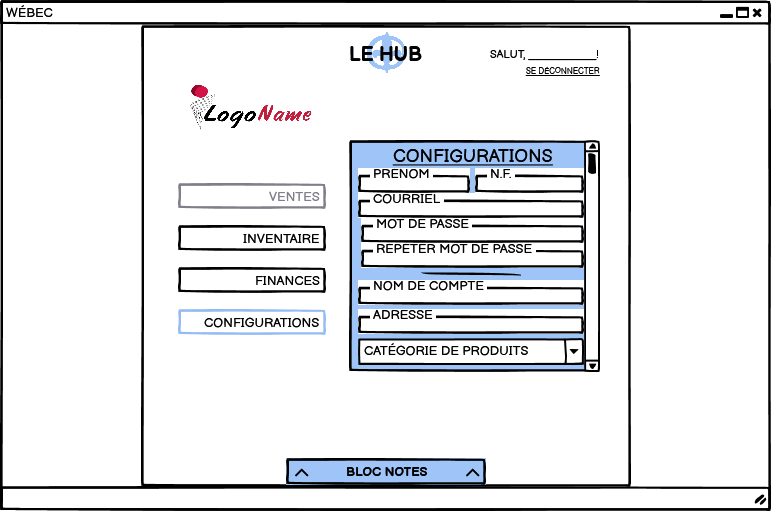 WÉBEC
LE HUB
SALUT, ____________!
SE DÉCONNECTER
LogoName
CONFIGURATIONS
PRENOM
N.F.
COURRIEL
MOT DE PASSE
REPETER MOT DE PASSE
NOM DE COMPTE
ADRESSE
CATÉGORIE DE PRODUITS
VENTES
INVENTAIRE
FINANCES
CONFIGURATIONS
BLOC NOTES